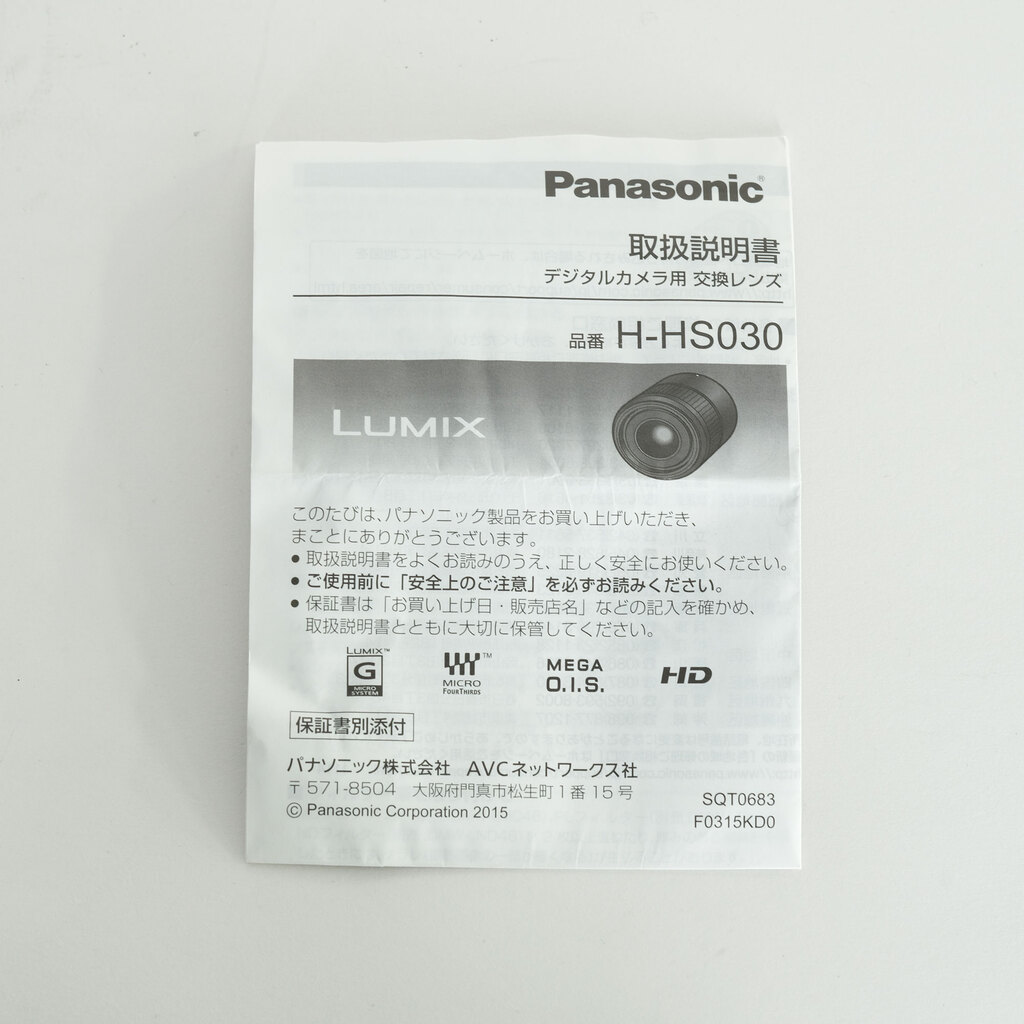 Panasonic®
取扱説明書
デジタルカメラ用 交換レンズ
品番 H-HS030
LUMIX
このたびは、パナソニック製品をお買い上げいただき、
まことにありがとうございます。
● 取扱説明書をよくお読みのうえ、正しく安全にお使いください。
● ご使用前に「安全上のご注意」を必ずお読みください。
● 保証書は「お買い上げ日・販売店名」などの記入を確かめ、
取扱説明書とともに大切に保管してください。
LUMIX™
G
MICRO
SYSTEM
™
MICRO
FOURTHIRDS
MEGA
O.I.S.
HD
保証書別添付
パナソニック株式会社 AVCネットワークス社
〒571-8504 大阪府門真市松生町1番15号
© Panasonic Corporation 2015
SQT0683
F0315KD0